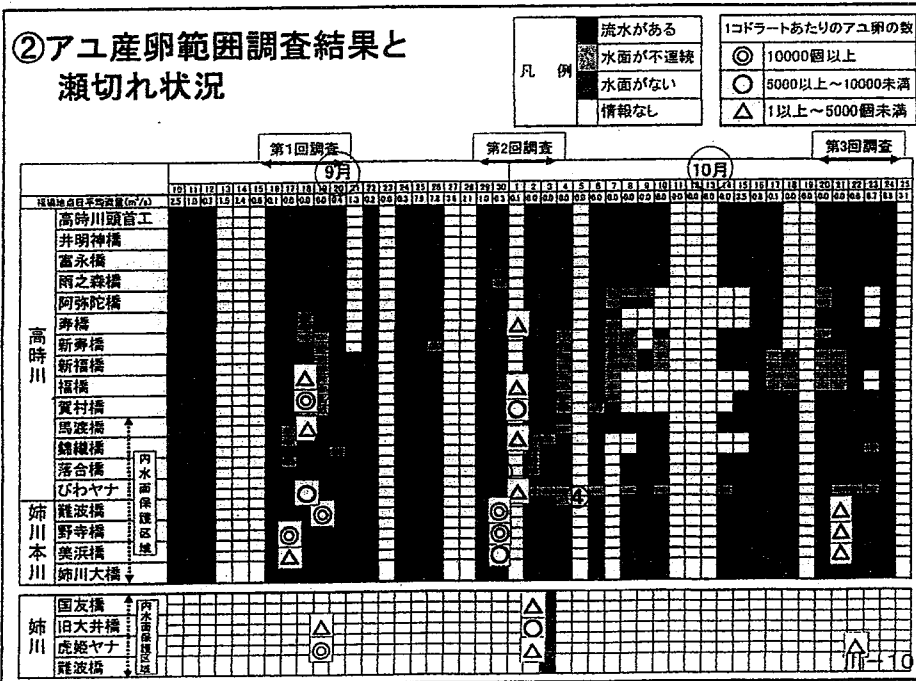 ②アユ産卵範囲調査結果と
瀬切れ状況
凡 例
流水がある
水面が不連続
水面がない
情報なし
1コドラートあたりのアユ卵の数
◎ 10000個以上
○ 5000以上～10000未満
△ 1以上～5000個未満
第1回調査
第2回調査
第3回調査
9月
10月
10 11 12 13 14 15 16 17 18 19 20 21 22 23 24 25 26 27 28 29 30 1 2 3 4 5 6 7 8 9 10 11 12 13 14 15 16 17 18 19 20 21 22 23 24 25
福橋地点日平均流量(m³/s)
高時川
高時川頭首工
井明神橋
富永橋
雨之森橋
阿弥陀橋
寿橋
新寿橋
新福橋
福橋
賀村橋
馬渡橋
錦織橋
落合橋
びわヤナ
内水面保護区域
④
姉川本川
難波橋
野寺橋
美浜橋
姉川大橋
姉川
国友橋
旧大井橋
虎姫ヤナ
難波橋
内水面保護区域
川-10